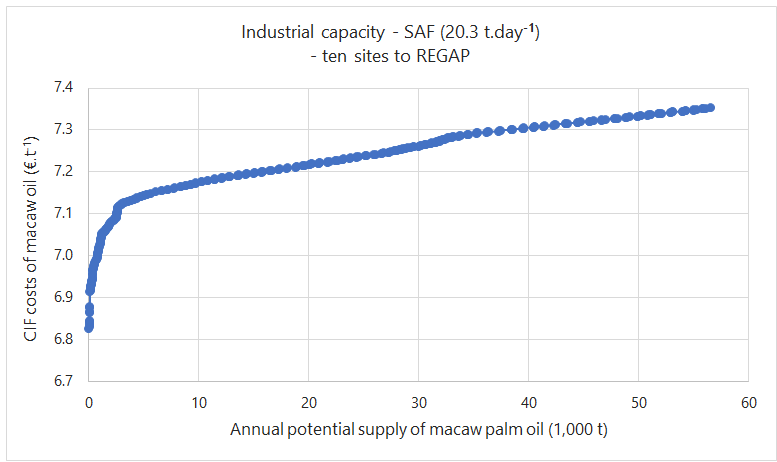 Industrial capacity - SAF (20.3 t.day⁻¹)
- ten sites to REGAP
CIF costs of macaw oil (€.t⁻¹)
7.4
7.3
7.2
7.1
7.0
6.9
6.8
6.7
0 10 20 30 40 50 60
Annual potential supply of macaw palm oil (1,000 t)